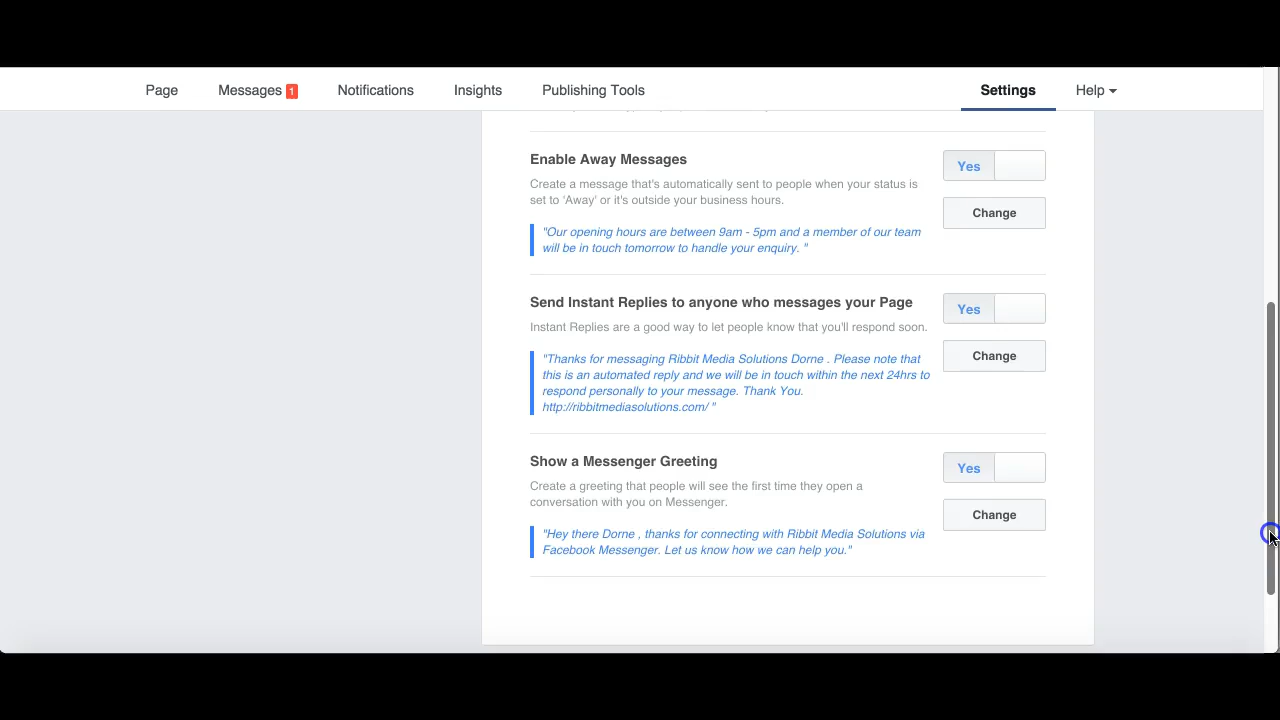 Page Messages 1 Notifications Insights Publishing Tools Settings Help
Enable Away Messages
Yes
Create a message that's automatically sent to people when your status is
set to 'Away' or it's outside your business hours.
Change
"Our opening hours are between 9am - 5pm and a member of our team
will be in touch tomorrow to handle your enquiry. "
Send Instant Replies to anyone who messages your Page
Yes
Instant Replies are a good way to let people know that you'll respond soon.
Change
"Thanks for messaging Ribbit Media Solutions Dorne . Please note that
this is an automated reply and we will be in touch within the next 24hrs to
respond personally to your message. Thank You.
http://ribbitmediasolutions.com/ "
Show a Messenger Greeting
Yes
Create a greeting that people will see the first time they open a
conversation with you on Messenger.
Change
"Hey there Dorne , thanks for connecting with Ribbit Media Solutions via
Facebook Messenger. Let us know how we can help you."